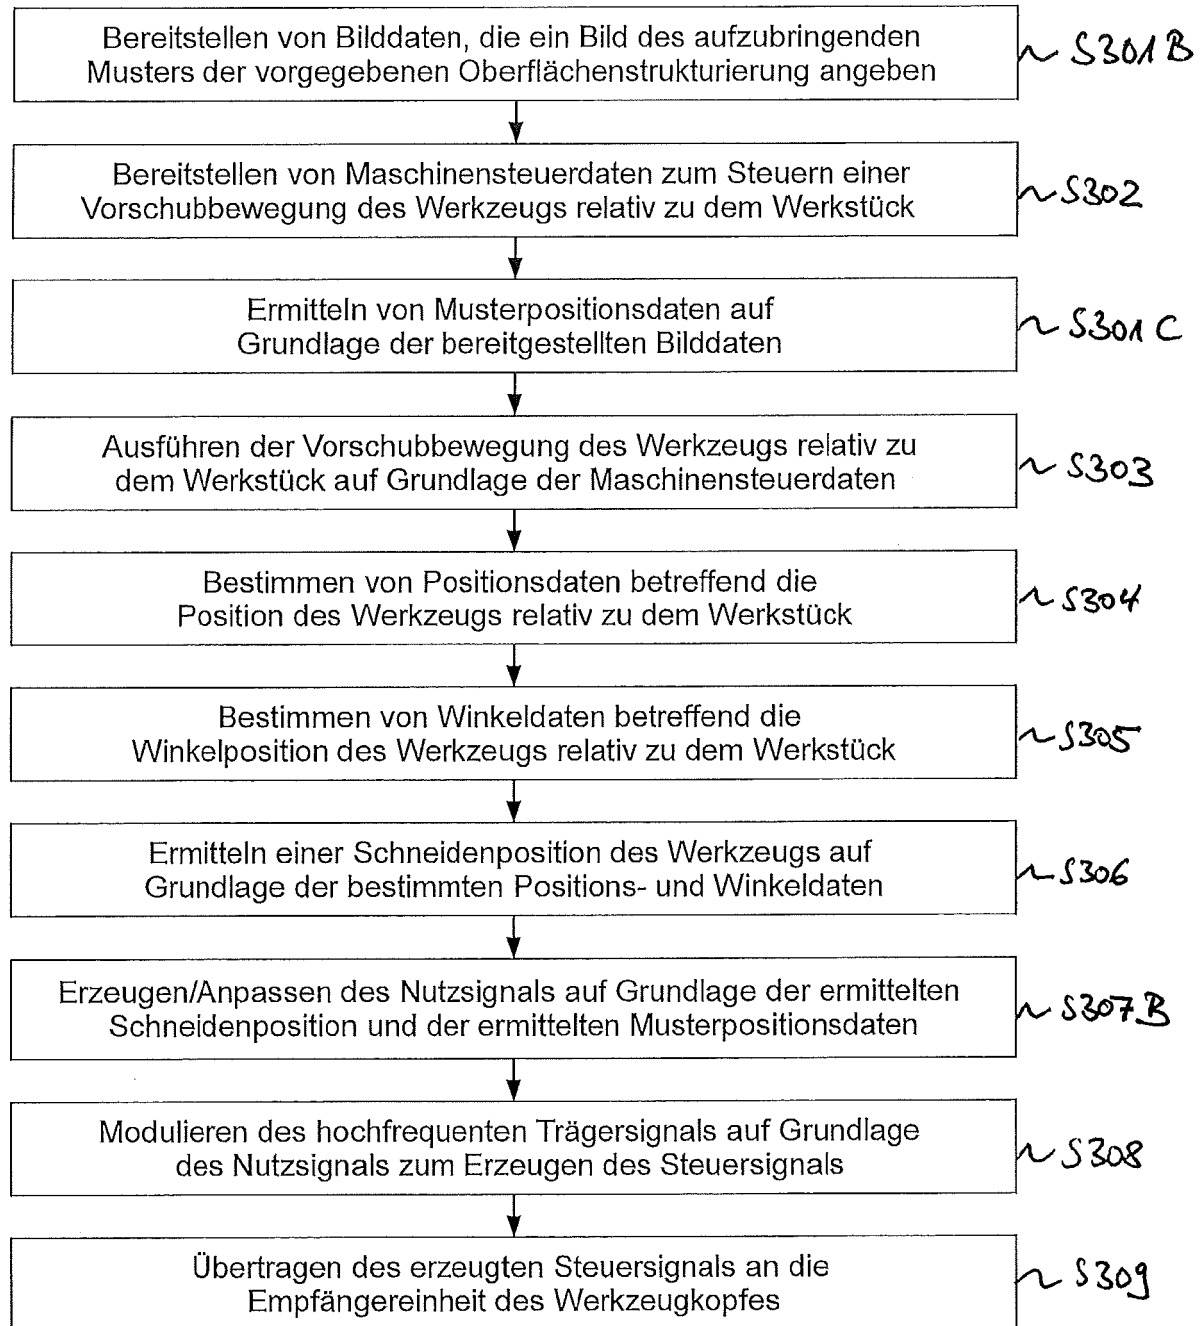 Bereitstellen von Bilddaten, die ein Bild des aufzubringenden
Musters der vorgegebenen Oberflächenstrukturierung angeben
S301B
Bereitstellen von Maschinensteuerdaten zum Steuern einer
Vorschubbewegung des Werkzeugs relativ zu dem Werkstück
S302
Ermitteln von Musterpositionsdaten auf
Grundlage der bereitgestellten Bilddaten
S301C
Ausführen der Vorschubbewegung des Werkzeugs relativ zu
dem Werkstück auf Grundlage der Maschinensteuerdaten
S303
Bestimmen von Positionsdaten betreffend die
Position des Werkzeugs relativ zu dem Werkstück
S304
Bestimmen von Winkeldaten betreffend die
Winkelposition des Werkzeugs relativ zu dem Werkstück
S305
Ermitteln einer Schneidenposition des Werkzeugs auf
Grundlage der bestimmten Positions- und Winkeldaten
S306
Erzeugen/Anpassen des Nutzsignals auf Grundlage der ermittelten
Schneidenposition und der ermittelten Musterpositionsdaten
S307B
Modulieren des hochfrequenten Trägersignals auf Grundlage
des Nutzsignals zum Erzeugen des Steuersignals
S308
Übertragen des erzeugten Steuersignals an die
Empfängereinheit des Werkzeugkopfes
S309